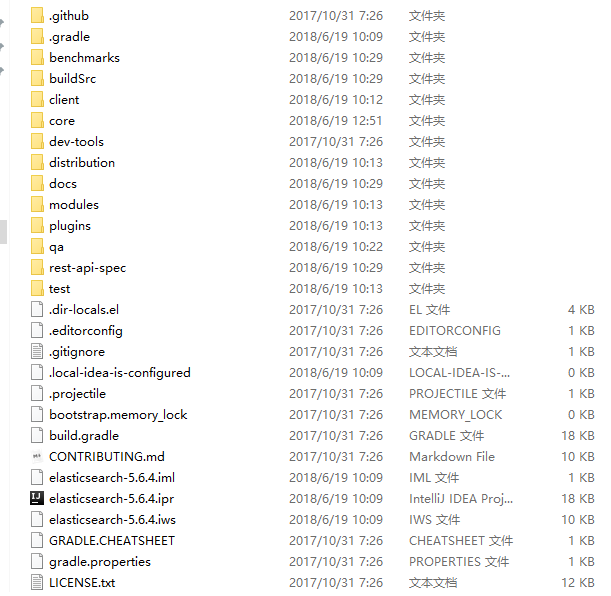 .github 2017/10/31 7:26 文件夹
.gradle 2018/6/19 10:09 文件夹
benchmarks 2018/6/19 10:29 文件夹
buildSrc 2018/6/19 10:29 文件夹
client 2018/6/19 10:12 文件夹
core 2018/6/19 12:51 文件夹
dev-tools 2017/10/31 7:26 文件夹
distribution 2018/6/19 10:13 文件夹
docs 2018/6/19 10:29 文件夹
modules 2018/6/19 10:13 文件夹
plugins 2018/6/19 10:13 文件夹
qa 2018/6/19 10:22 文件夹
rest-api-spec 2018/6/19 10:29 文件夹
test 2018/6/19 10:13 文件夹
.dir-locals.el 2017/10/31 7:26 EL 文件 4 KB
.editorconfig 2017/10/31 7:26 EDITORCONFIG 1 KB
.gitignore 2017/10/31 7:26 文本文档 1 KB
.local-idea-is-configured 2018/6/19 10:09 LOCAL-IDEA-IS-... 0 KB
.projectile 2017/10/31 7:26 PROJECTILE 文件 1 KB
bootstrap.memory_lock 2017/10/31 7:26 MEMORY_LOCK 0 KB
build.gradle 2017/10/31 7:26 GRADLE 文件 18 KB
CONTRIBUTING.md 2017/10/31 7:26 Markdown File 10 KB
elasticsearch-5.6.4.iml 2018/6/19 10:09 IML 文件 1 KB
elasticsearch-5.6.4.ipr 2018/6/19 10:09 IntelliJ IDEA Proj... 18 KB
elasticsearch-5.6.4.iws 2018/6/19 10:09 IWS 文件 10 KB
GRADLE.CHEATSHEET 2017/10/31 7:26 CHEATSHEET 文件 1 KB
gradle.properties 2017/10/31 7:26 PROPERTIES 文件 1 KB
LICENSE.txt 2017/10/31 7:26 文本文档 12 KB